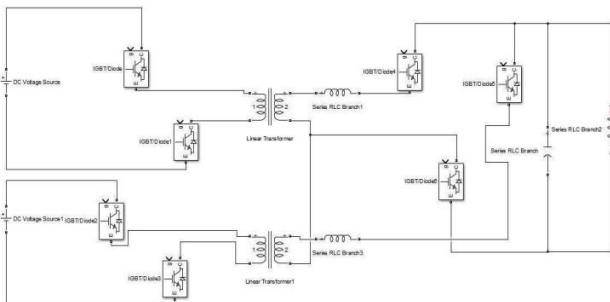 DC Voltage Source
IGBT/Diode
g
C
E
IGBT/Diode1
g
C
E
1
2
Linear Transformer
Series RLC Branch1
IGBT/Diode4
g
C
E
IGBT/Diode5
g
C
E
Series RLC Branch2
Series RLC Branch
IGBT/Diode6
g
C
E
DC Voltage Source1
IGBT/Diode2
g
C
E
IGBT/Diode3
g
C
E
1
2
Linear Transformer1
Series RLC Branch3